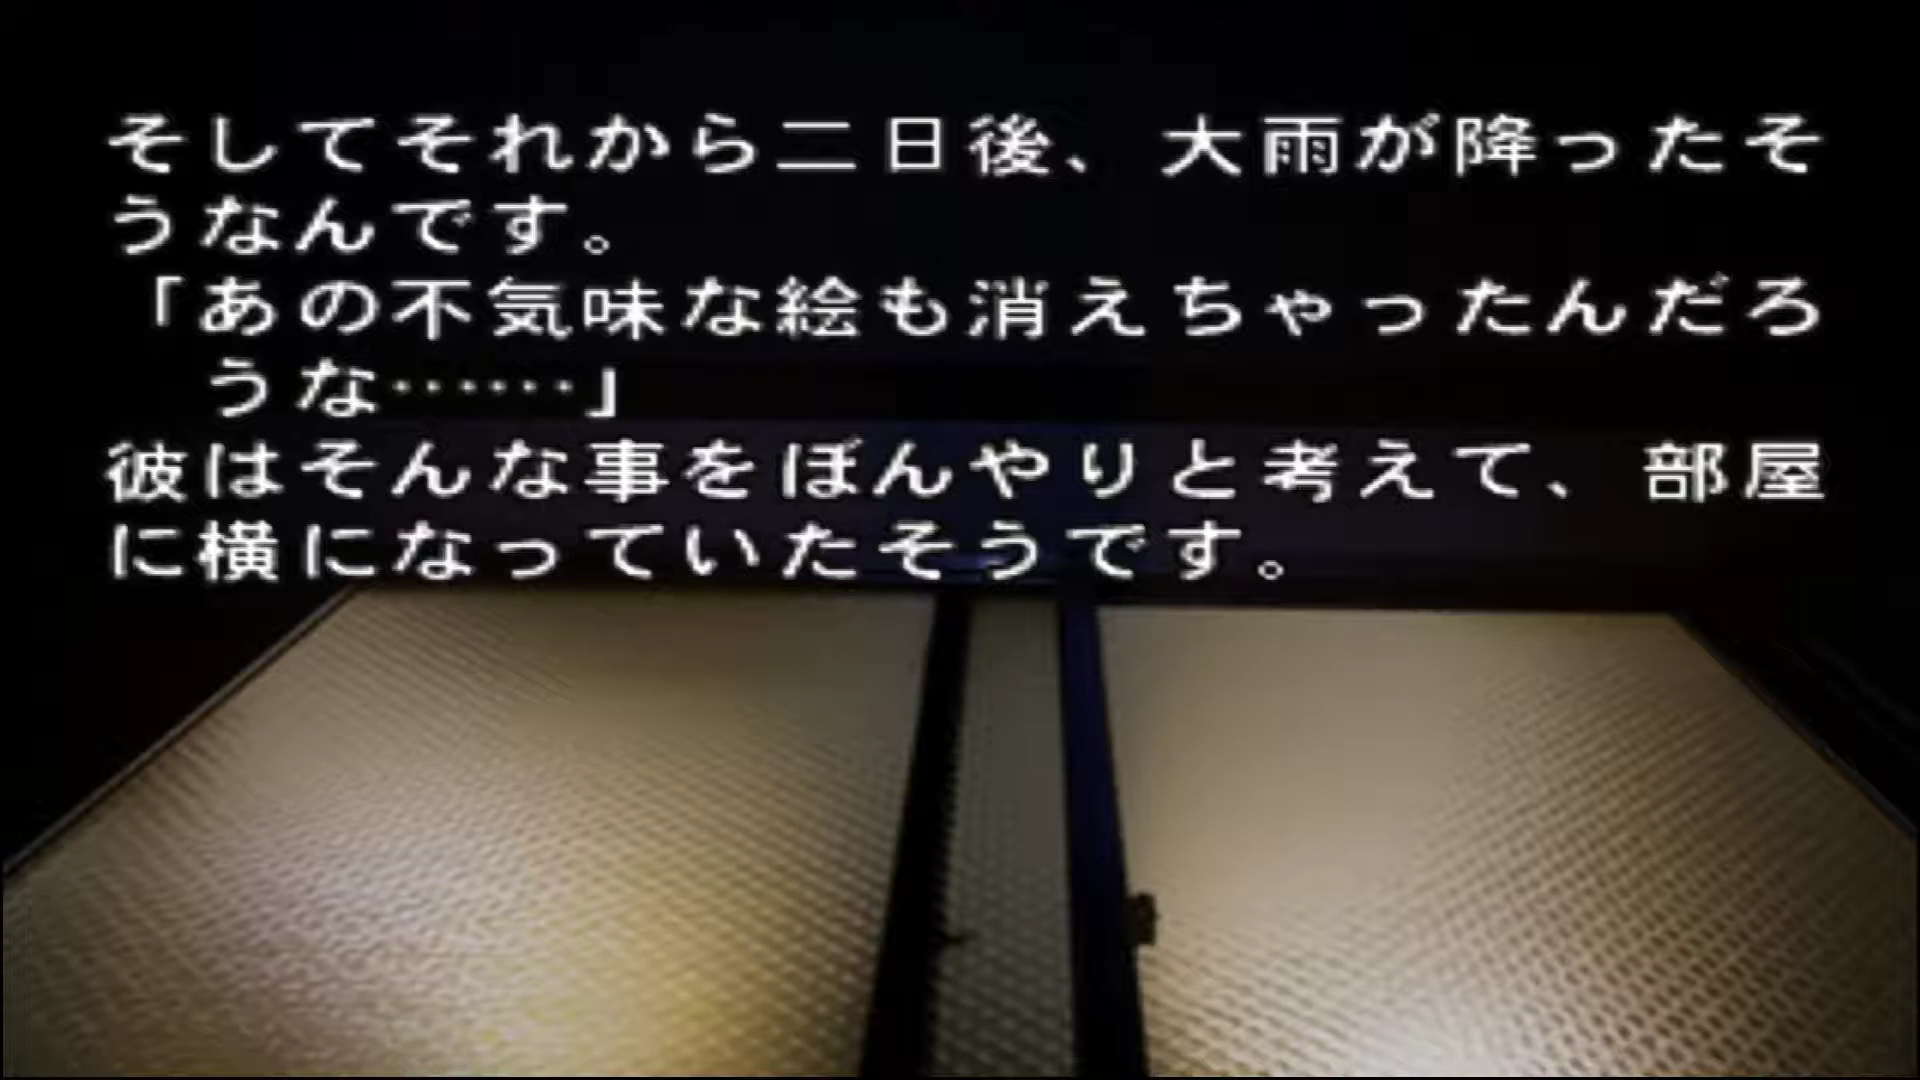 そしてそれから二日後、大雨が降ったそ
うなんです。
「あの不気味な絵も消えちゃったんだろ
うな……」
彼はそんな事をぼんやりと考えて、部屋
に横になっていたそうです。